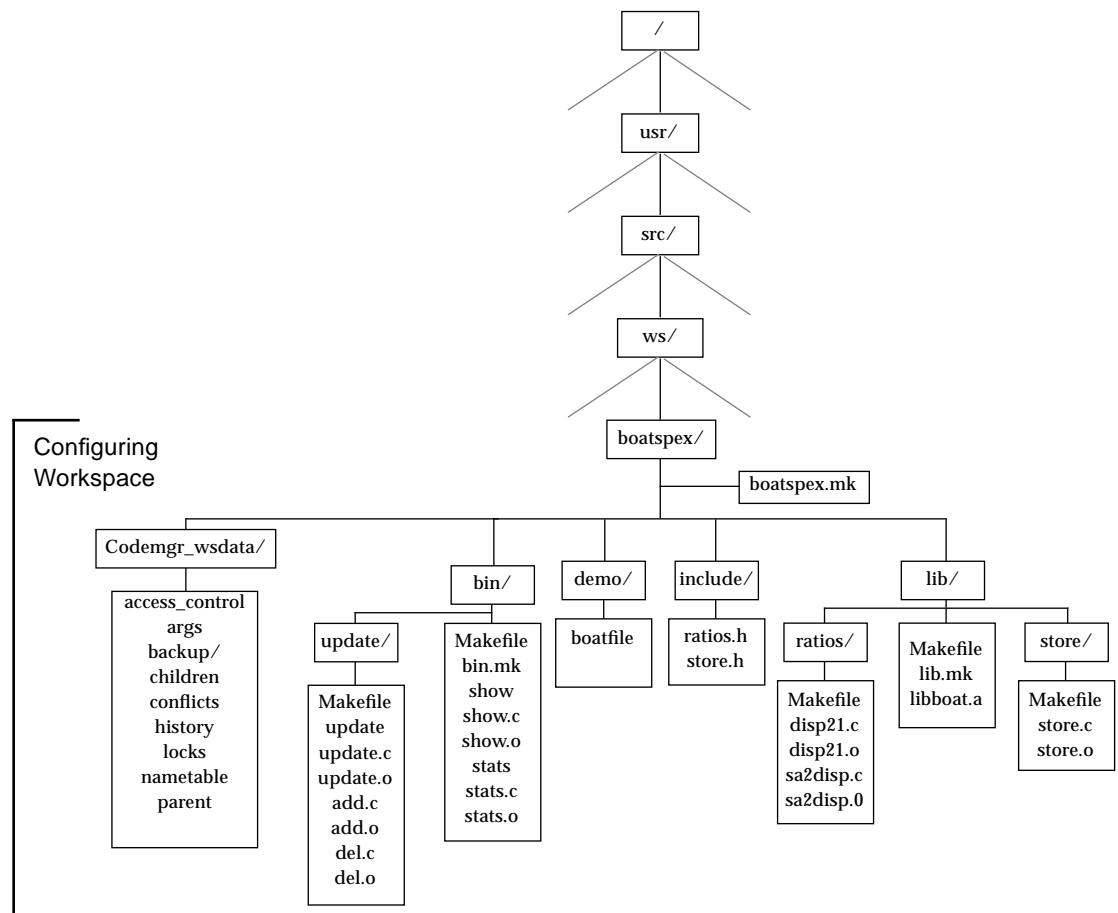 /
usr/
src/
ws/
boatspex/
Configuring
Workspace
boatspex.mk
Codemgr_wsdata/
access_control
args
backup/
children
conflicts
history
locks
nametable
parent
bin/
update/
Makefile
update
update.c
update.o
add.c
add.o
del.c
del.o
Makefile
bin.mk
show
show.c
show.o
stats
stats.c
stats.o
demo/
boatfile
include/
ratios.h
store.h
lib/
ratios/
Makefile
disp21.c
disp21.o
sa2disp.c
sa2disp.0
Makefile
lib.mk
libboat.a
store/
Makefile
store.c
store.o